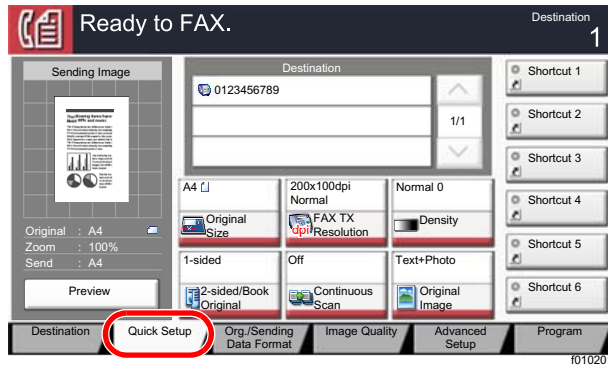 Ready to FAX.
Destination
1
Sending Image
Original : A4
Zoom : 100%
Send : A4
Preview
Destination
0123456789
1/1
A4
Original
Size
200x100dpi
Normal
dpi
FAX TX
Resolution
Normal 0
Density
1-sided
2-sided/Book
Original
Off
Continuous
Scan
Text+Photo
Original
Image
Shortcut 1
Shortcut 2
Shortcut 3
Shortcut 4
Shortcut 5
Shortcut 6
Destination
Quick Setup
Org./Sending
Data Format
Image Quality
Advanced
Setup
Program
f01020